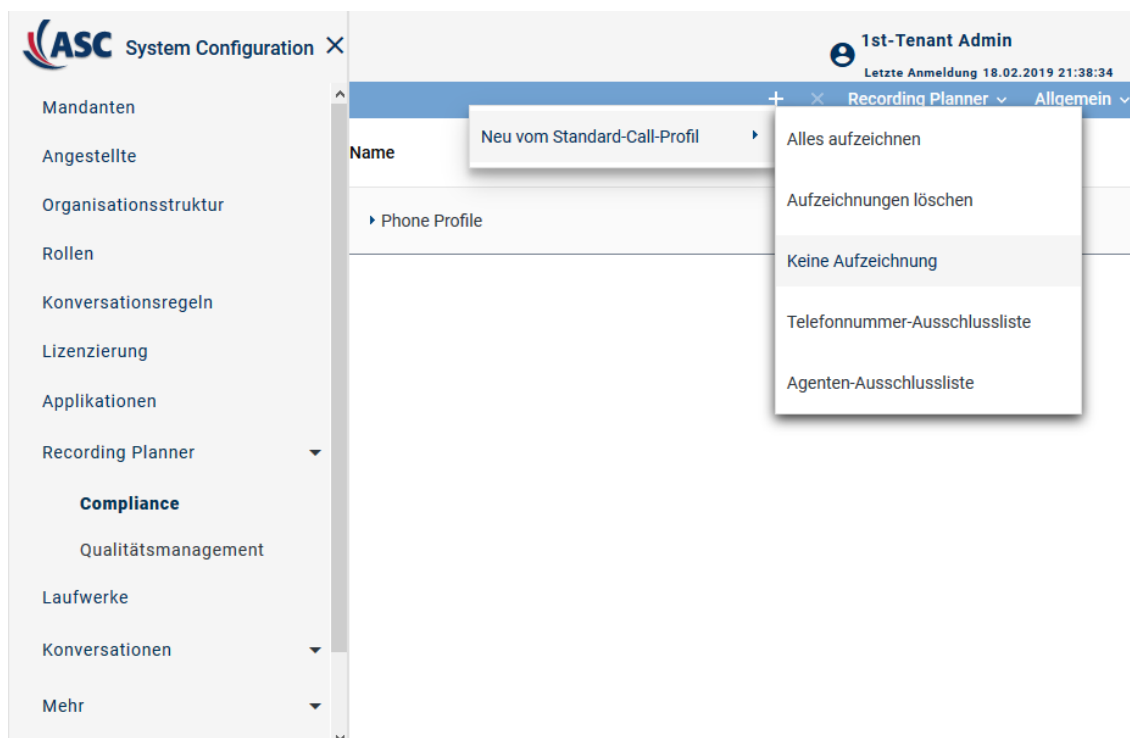 ASC System Configuration
1st-Tenant Admin
Letzte Anmeldung 18.02.2019 21:38:34
Recording Planner
Allgemein
Mandanten
Angestellte
Organisationsstruktur
Rollen
Konversationsregeln
Lizenzierung
Applikationen
Recording Planner
Compliance
Qualitätsmanagement
Laufwerke
Konversationen
Mehr
Name
Phone Profile
Neu vom Standard-Call-Profil
Alles aufzeichnen
Aufzeichnungen löschen
Keine Aufzeichnung
Telefonnummer-Ausschlussliste
Agenten-Ausschlussliste